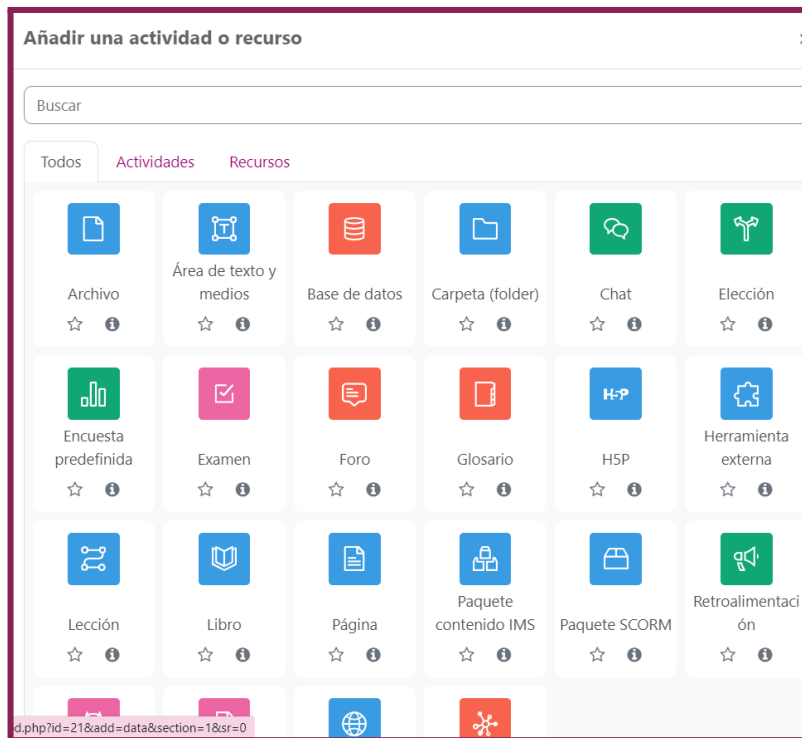 Añadir una actividad o recurso
Buscar
Todos Actividades Recursos
Archivo
Área de texto y
medios
Base de datos
Carpeta (folder)
Chat
Elección
Encuesta
predefinida
Examen
Foro
Glosario
H5P
H5P
Herramienta
externa
Lección
Libro
Página
Paquete
contenido IMS
Paquete SCORM
Retroalimentaci
ón
d.php?id=21&add=data&section=1&sr=0